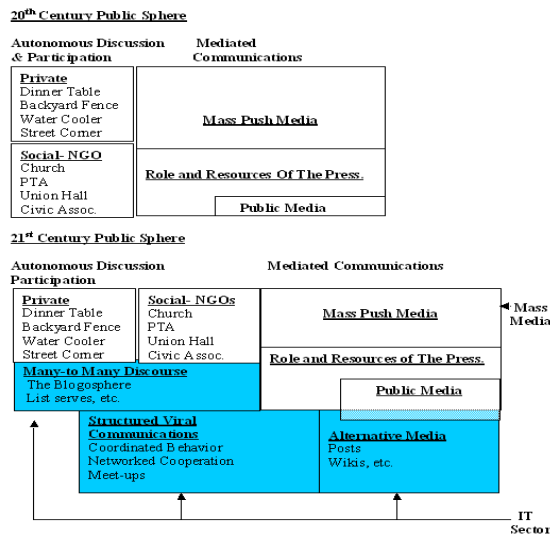 20th Century Public Sphere
Autonomous Discussion
& Participation
Mediated
Communications
Private
Dinner Table
Backyard Fence
Water Cooler
Street Corner
Mass Push Media
Social- NGO
Church
PTA
Union Hall
Civic Assoc.
Role and Resources Of The Press.
Public Media
21st Century Public Sphere
Autonomous Discussion
Participation
Mediated Communications
Private
Dinner Table
Backyard Fence
Water Cooler
Street Corner
Social- NGOs
Church
PTA
Union Hall
Civic Assoc.
Mass Push Media
Mass
Media
Role and Resources of The Press.
Public Media
Many-to Many Discourse
The Blogosphere
List serves, etc.
Structured Viral
Communications
Coordinated Behavior
Networked Cooperation
Meet-ups
Alternative Media
Posts
Wikis, etc.
IT
Sector